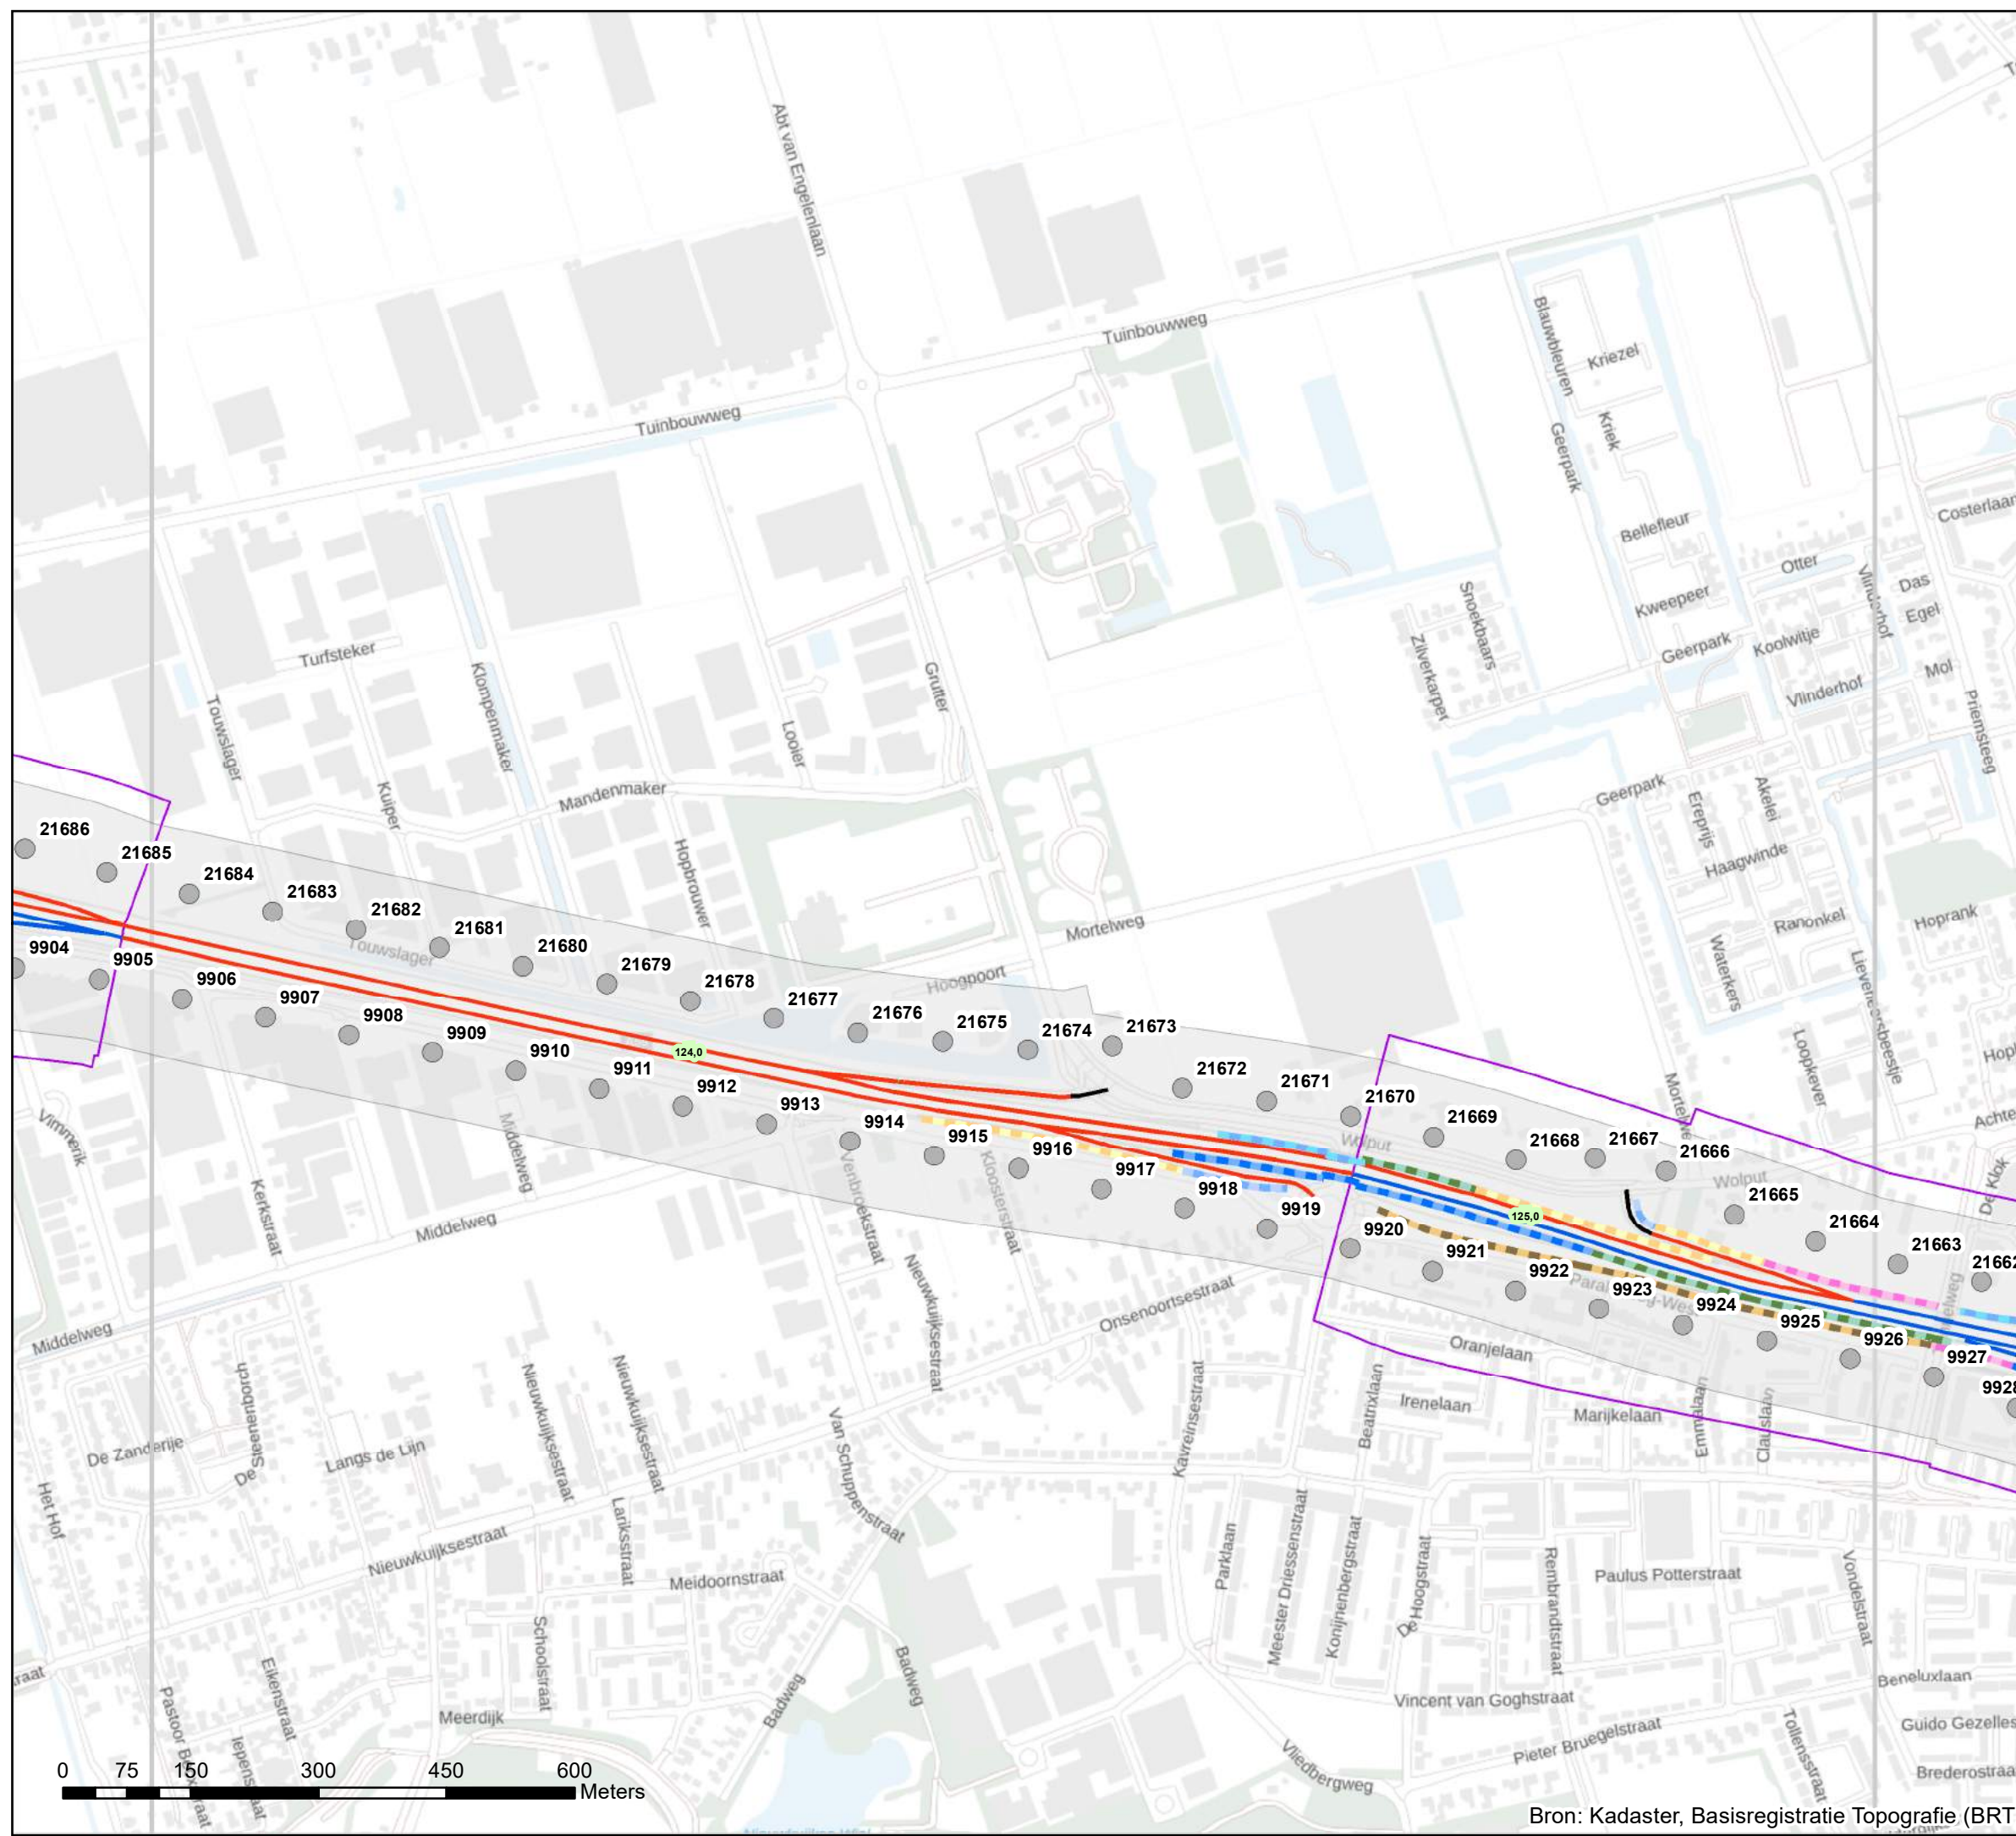 Abt van Engelenlaan
Tuinbouwweg
Tuinbouwweg
Blauwbleuren
Kriezel
Kriek
Geerpark
Bellefleur
Costerlaan
Otter
Vlinderhof
Das
Egel
Kweepeer
Koolwitje
Geerpark
Mol
Vlinderhof
Snoekbaars
Zilverkarper
Priemsteeg
Turfsteker
Touwslager
Klompenmaker
Grutter
Looier
Kuiper
Mandenmaker
Hopbrouwer
Geerpark
Ereprijs
Akelei
Haagwinde
Ranonkel
Hoprank
Waterkers
Mortelweg
Hoogpoort
Loopkever
Touwslager
21686
21685
21684
21683
21682
21681
21680
21679
21678
21677
21676
21675
21674
21673
21672
21671
21670
21669
21668
21667
21666
21665
21664
21663
21662
9904
9905
9906
9907
9908
9909
9910
9911
9912
9913
9914
9915
9916
9917
9918
9919
9920
9921
9922
9923
9924
9925
9926
9927
9928
124,0
125,0
Wolput
Wolput
De Klok
Vimmerik
Kerkstraat
Middelweg
Middelweg
Middelweg
Venbroekstraat
Kloosterstraat
Nieuwkuijksestraat
Onsenoortsestraat
Oranjelaan
Irenelaan
Marijkelaan
Emmalaan
Clauslaan
Beatrixlaan
Kavreinsestraat
De Zanderije
De Sleenenborch
Langs de Lijn
Het Hof
Nieuwkuijksestraat
Nieuwkuijksestraat
Nieuwkuijksestraat
Lariksstraat
Van Schuppenstraat
Meidoornstraat
Schoolstraat
Eikenstraat
Meerdijk
Badweg
Badweg
Parklaan
Meester Driessenstraat
Konijnenbergstraat
De Hoogstraat
Rembrandtstraat
Paulus Potterstraat
Vondelstraat
Beneluxlaan
Vincent van Goghstraat
Pieter Bruegelstraat
Tollensstraat
Guido Gezelles
Brederostraa
Vliedbergweg
0 75 150 300 450 600
Meters
Bron: Kadaster, Basisregistratie Topografie (BRT